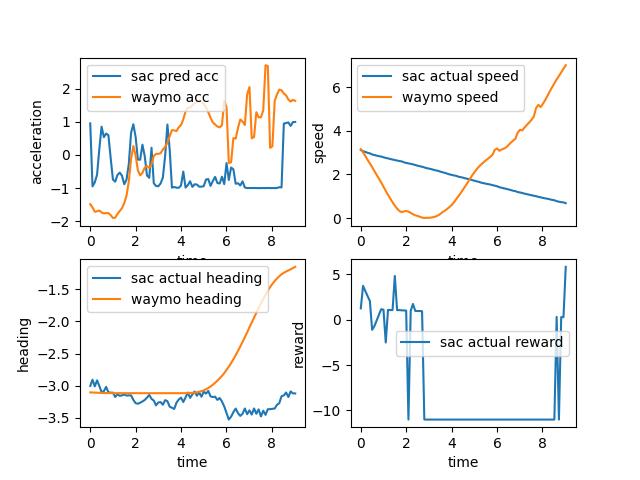 sac pred acc
waymo acc
acceleration
2
1
0
−1
−2
0 2 4 6 8
time
sac actual speed
waymo speed
speed
6
4
2
0
0 2 4 6 8
time
sac actual heading
waymo heading
heading
−1.5
−2.0
−2.5
−3.0
−3.5
0 2 4 6 8
time
sac actual reward
reward
5
0
−5
−10
0 2 4 6 8
time